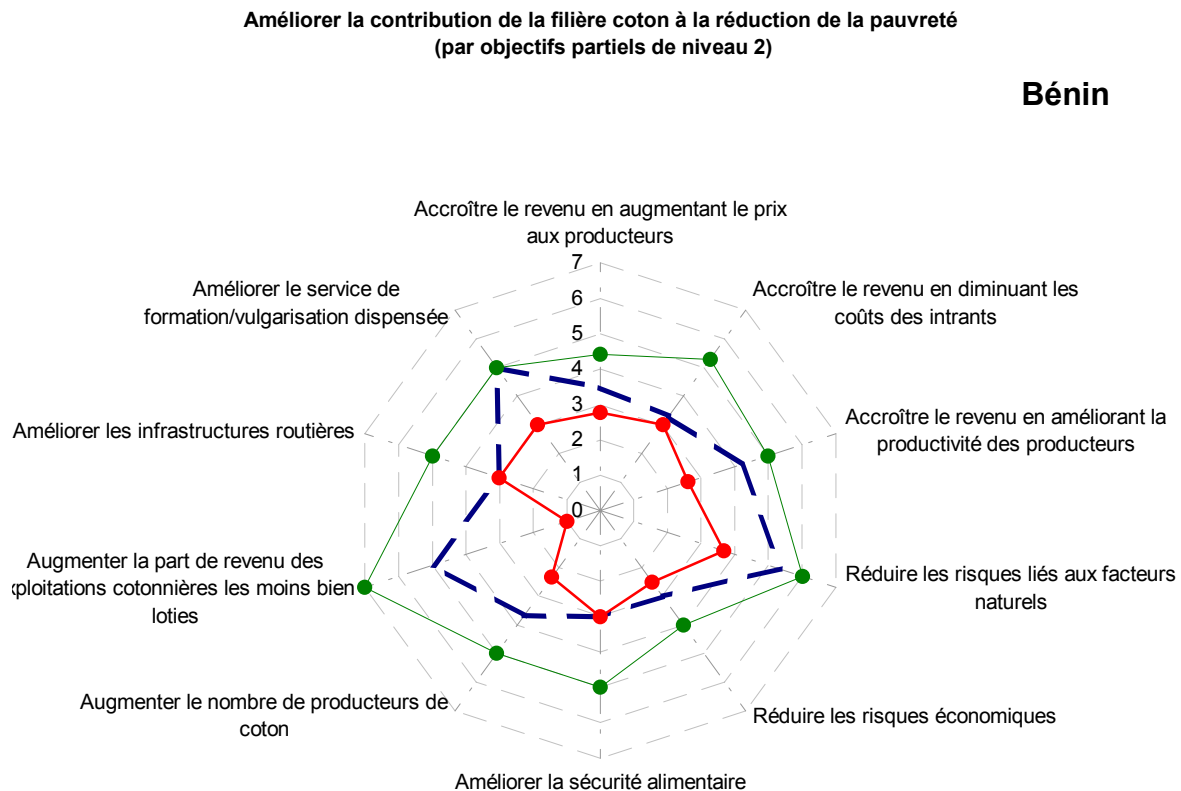 Améliorer la contribution de la filière coton à la réduction de la pauvreté
(par objectifs partiels de niveau 2)
Bénin
Accroître le revenu en augmentant le prix
aux producteurs
Accroître le revenu en diminuant les
coûts des intrants
Accroître le revenu en améliorant la
productivité des producteurs
Réduire les risques liés aux facteurs
naturels
Réduire les risques économiques
Améliorer la sécurité alimentaire
Augmenter le nombre de producteurs de
coton
Augmenter la part de revenu des
xploitations cotonnières les moins bien
loties
Améliorer les infrastructures routières
Améliorer le service de
formation/vulgarisation dispensée
7
6
5
4
3
2
1
0